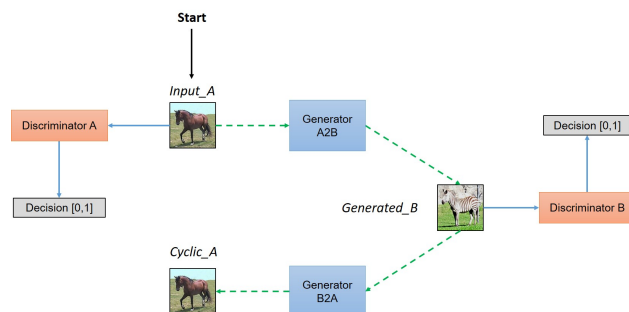 Start
Input_A
Discriminator A
Generator
A2B
Decision [0,1]
Decision [0,1]
Generated_B
Discriminator B
Cyclic_A
Generator
B2A